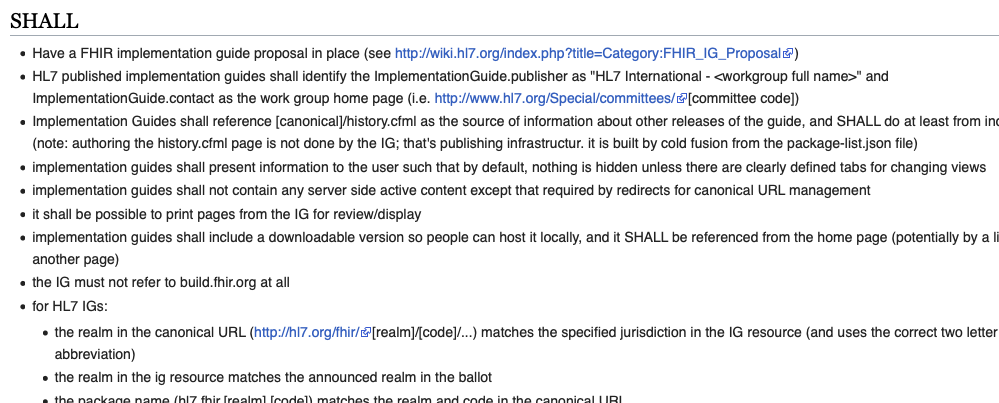 SHALL
Have a FHIR implementation guide proposal in place (see http://wiki.hl7.org/index.php?title=Category:FHIR_IG_Proposal)
HL7 published implementation guides shall identify the ImplementationGuide.publisher as "HL7 International - <workgroup full name>" and
ImplementationGuide.contact as the work group home page (i.e. http://www.hl7.org/Special/committees/[committee code])
Implementation Guides shall reference [canonical]/history.cfml as the source of information about other releases of the guide, and SHALL do at least from
(note: authoring the history.cfml page is not done by the IG; that's publishing infrastructur. it is built by cold fusion from the package-list.json file)
implementation guides shall present information to the user such that by default, nothing is hidden unless there are clearly defined tabs for changing views
implementation guides shall not contain any server side active content except that required by redirects for canonical URL management
it shall be possible to print pages from the IG for review/display
implementation guides shall include a downloadable version so people can host it locally, and it SHALL be referenced from the home page (potentially by a
another page)
the IG must not refer to build.fhir.org at all
for HL7 IGs:
the realm in the canonical URL (http://hl7.org/fhir/[realm]/[code]/...) matches the specified jurisdiction in the IG resource (and uses the correct two letter
abbreviation)
the realm in the ig resource matches the announced realm in the ballot
the package name (hl7.fhir.[realm].[code]) matches the realm and code in the canonical URL